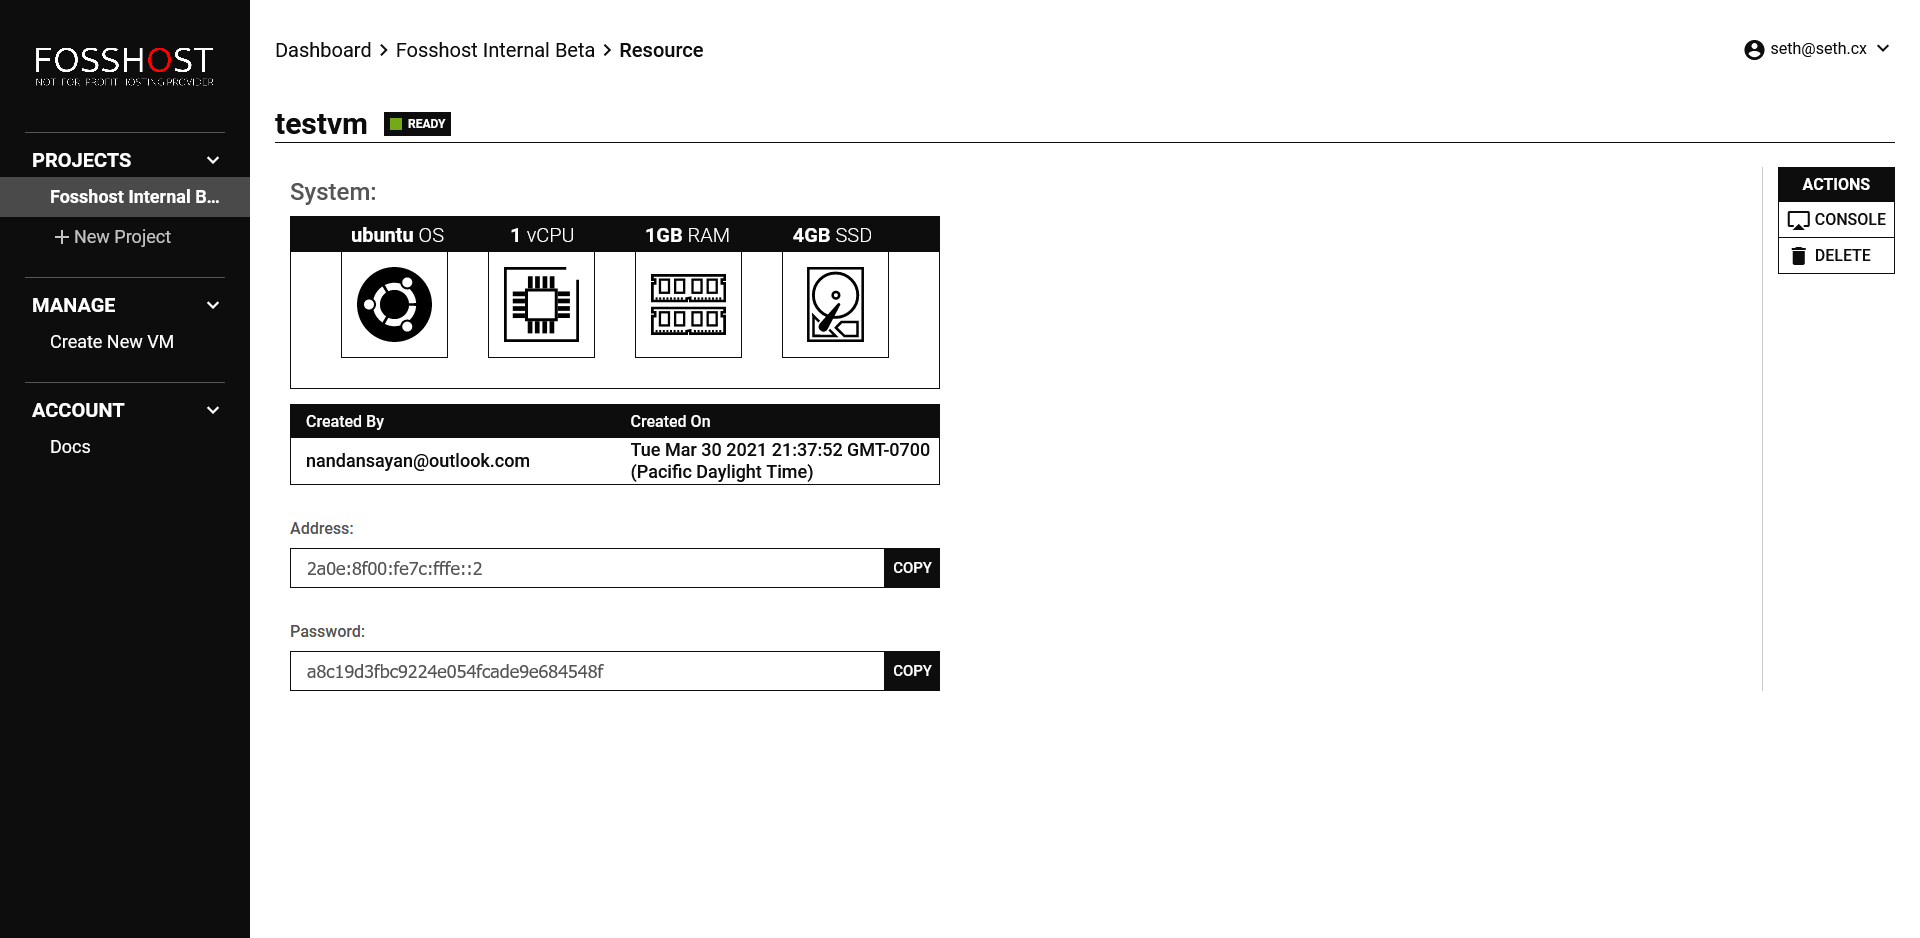 FOSSHOST
NOT FOR PROFIT HOSTING PROVIDER
PROJECTS
Fosshost Internal B...
New Project
MANAGE
Create New VM
ACCOUNT
Docs
Dashboard > Fosshost Internal Beta > Resource
seth@seth.cx
testvm READY
System:
ubuntu OS 1 vCPU 1GB RAM 4GB SSD
Created By Created On
nandansayan@outlook.com
Tue Mar 30 2021 21:37:52 GMT-0700
(Pacific Daylight Time)
Address:
2a0e:8f00:fe7c:fffe::2 COPY
Password:
a8c19d3fbc9224e054fcade9e684548f COPY
ACTIONS
CONSOLE
DELETE